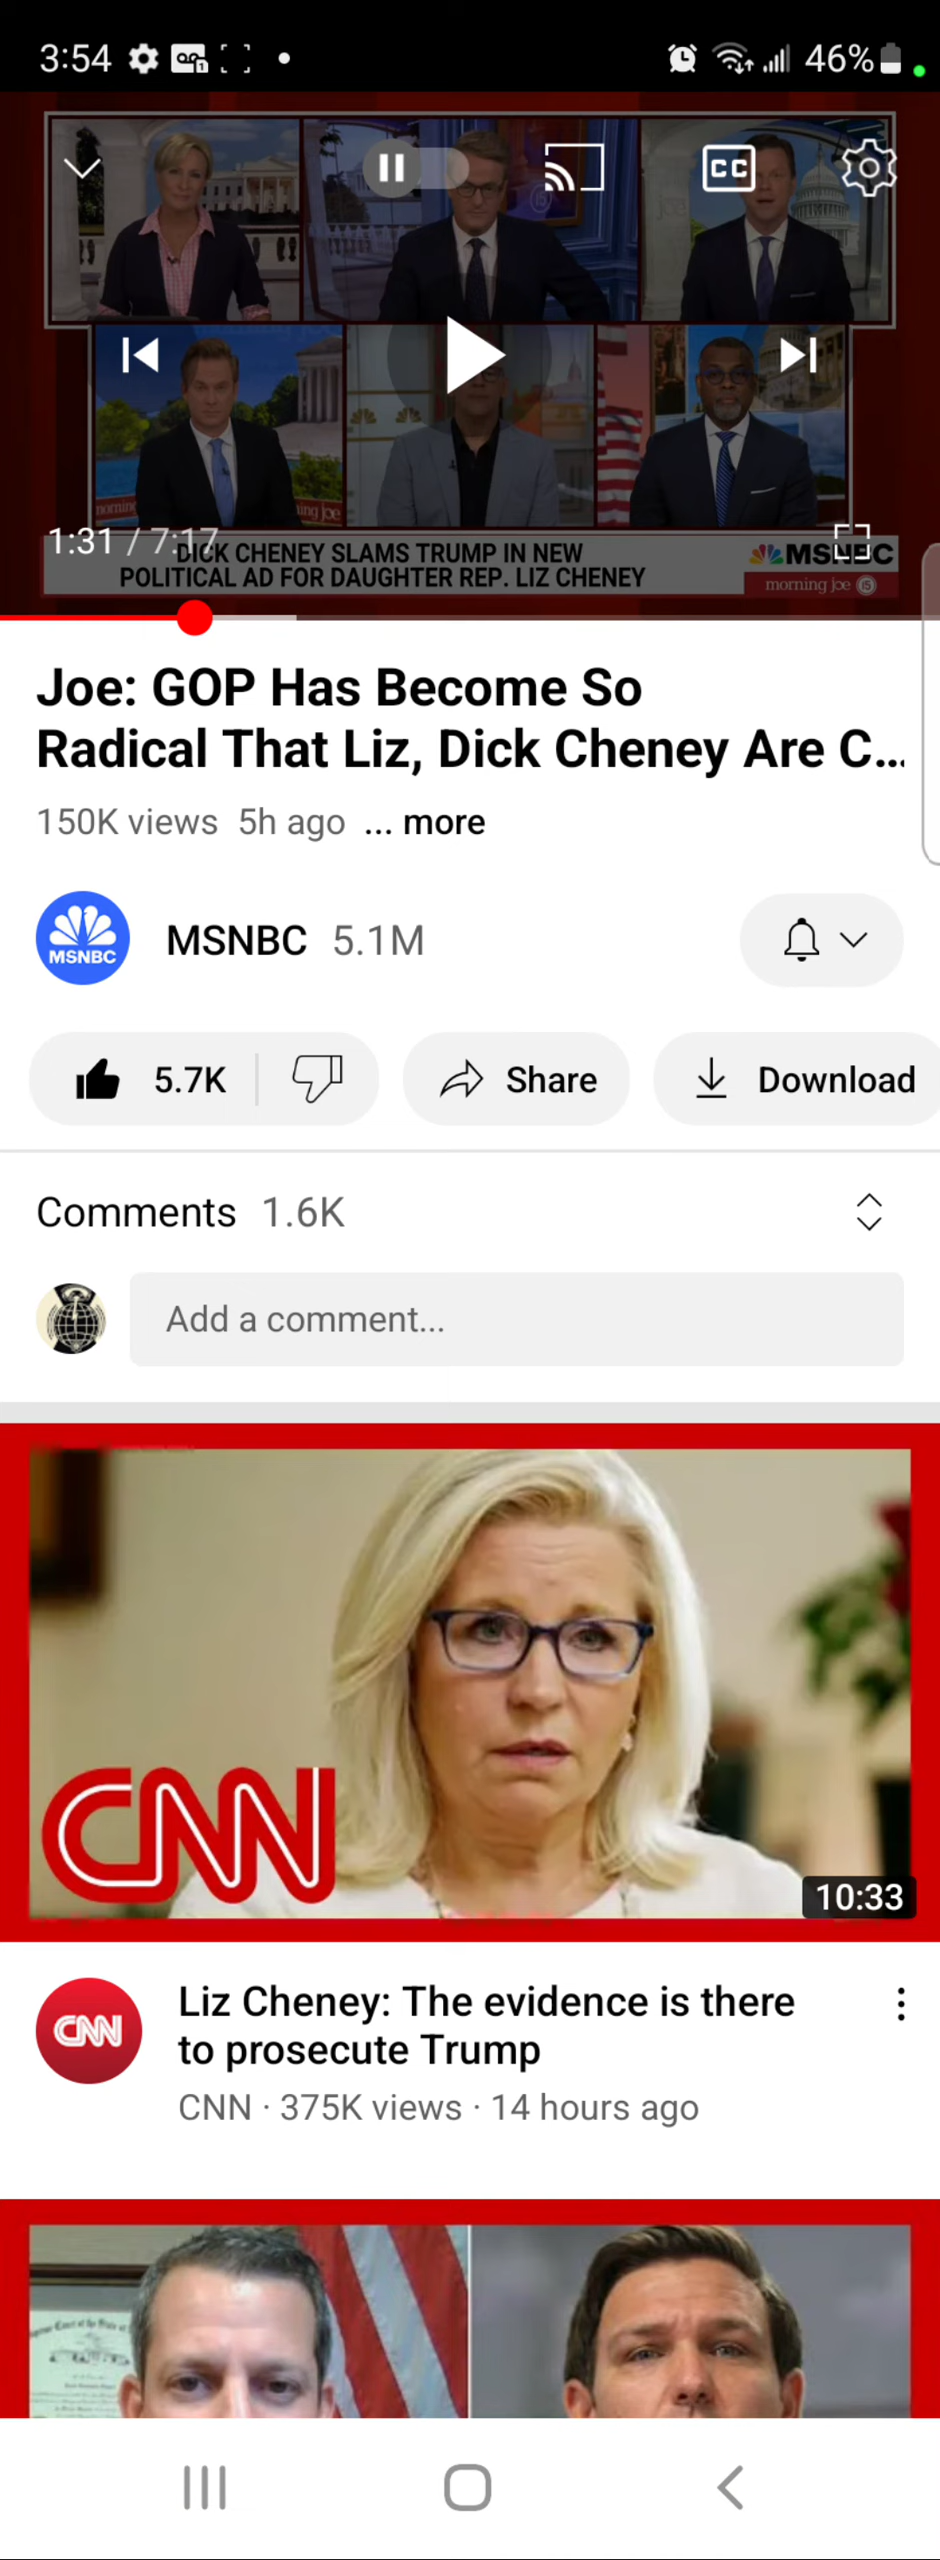 3:54
46%
CC
1:31 / 7:17
DICK CHENEY SLAMS TRUMP IN NEW
POLITICAL AD FOR DAUGHTER REP. LIZ CHENEY
MSNBC
morning joe
Joe: GOP Has Become So
Radical That Liz, Dick Cheney Are C...
150K views 5h ago ... more
MSNBC
MSNBC 5.1M
5.7K
Share
Download
Comments 1.6K
Add a comment...
CNN
10:33
CNN
Liz Cheney: The evidence is there
to prosecute Trump
CNN · 375K views · 14 hours ago